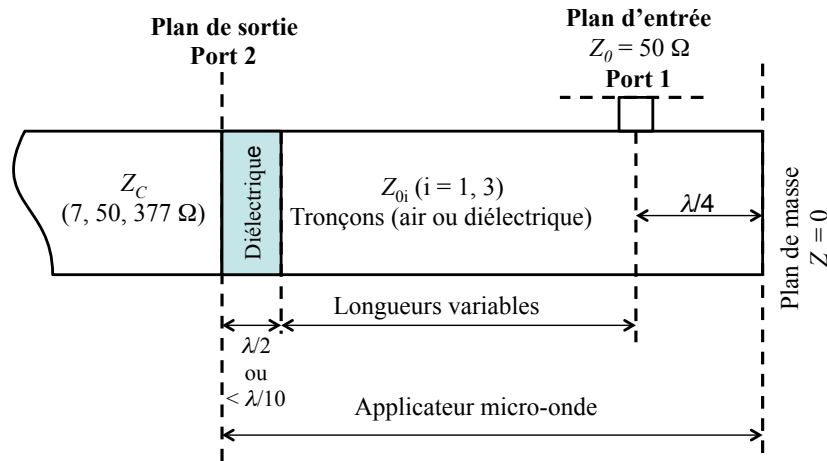 Plan d'entrée
Z₀ = 50 Ω
Port 1
Plan de sortie
Port 2
Z_C
(7, 50, 377 Ω)
Diélectrique
Z₀ᵢ (i = 1, 3)
Tronçons (air ou diélectrique)
λ/4
Plan de masse
Z = 0
Longueurs variables
λ/2
ou
< λ/10
Applicateur micro-onde